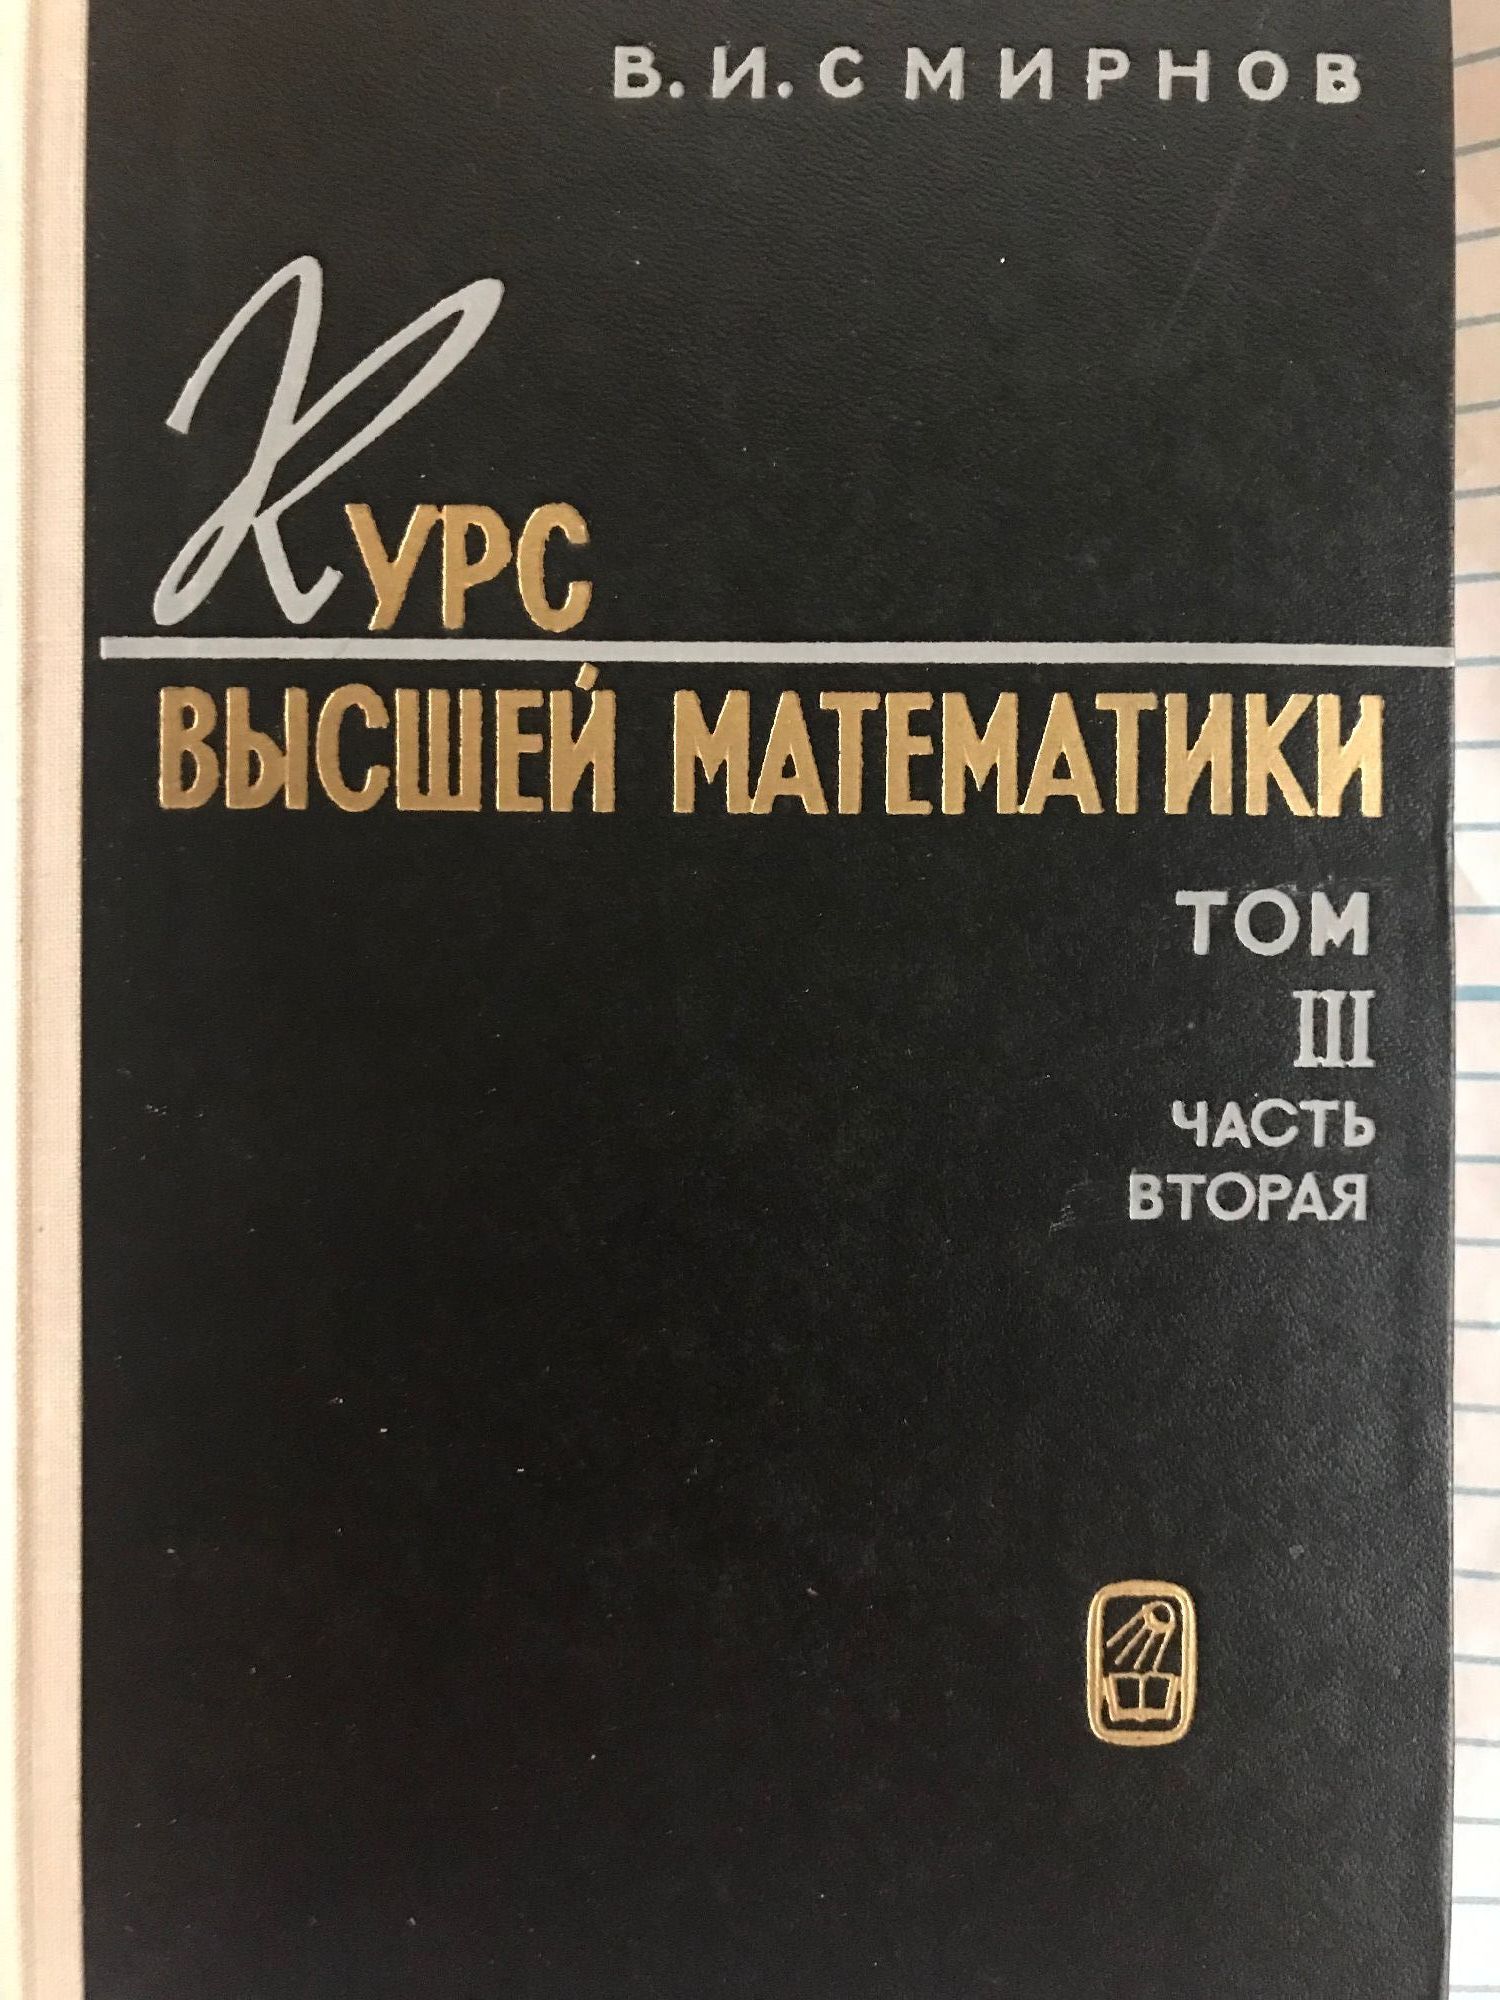 В. И. СМИРНОВ
КУРС
ВЫСШЕЙ МАТЕМАТИКИ
ТОМ
III
ЧАСТЬ
ВТОРАЯ